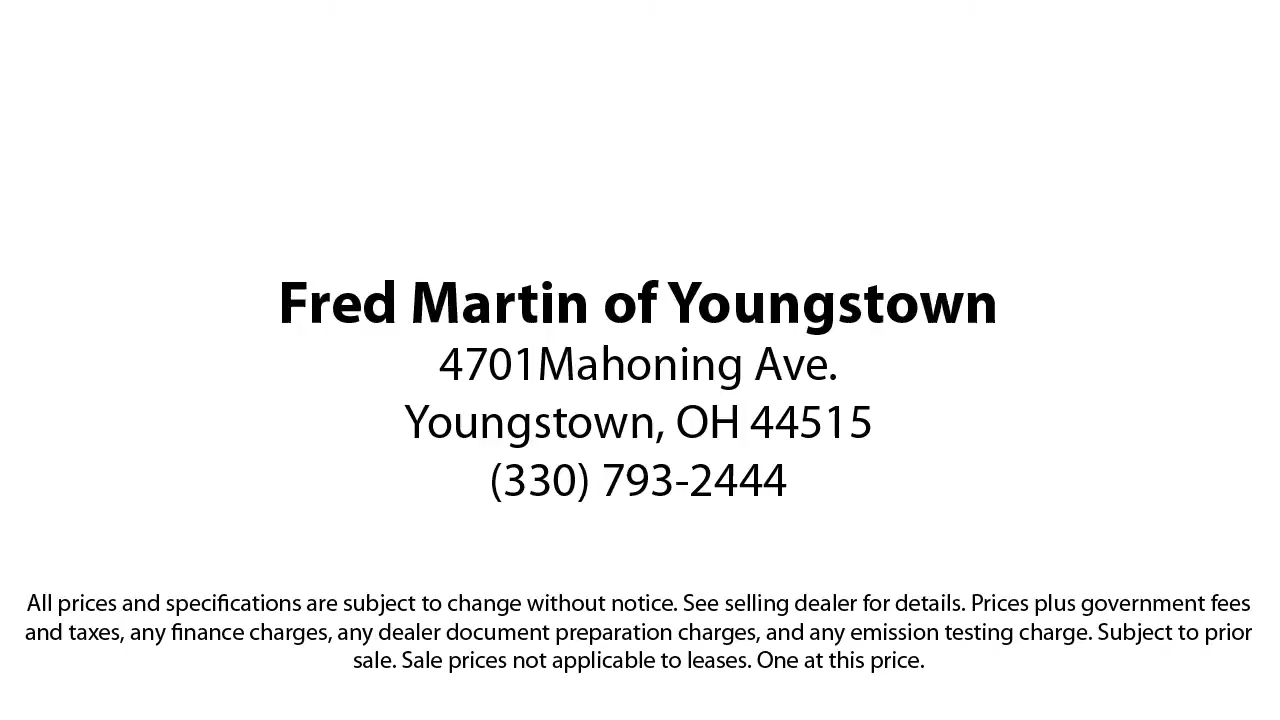 Fred Martin of Youngstown
4701Mahoning Ave.
Youngstown, OH 44515
(330) 793-2444
All prices and specifications are subject to change without notice. See selling dealer for details. Prices plus government fees
and taxes, any finance charges, any dealer document preparation charges, and any emission testing charge. Subject to prior
sale. Sale prices not applicable to leases. One at this price.